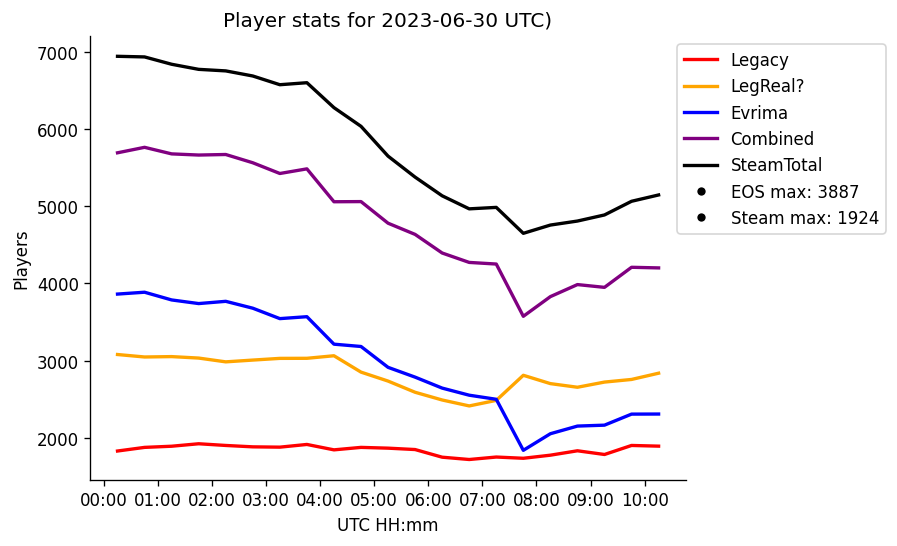 Player stats for 2023-06-30 UTC)
7000
6000
5000
4000
3000
2000
Players
00:00 01:00 02:00 03:00 04:00 05:00 06:00 07:00 08:00 09:00 10:00
UTC HH:mm
Legacy
LegReal?
Evrima
Combined
SteamTotal
EOS max: 3887
Steam max: 1924